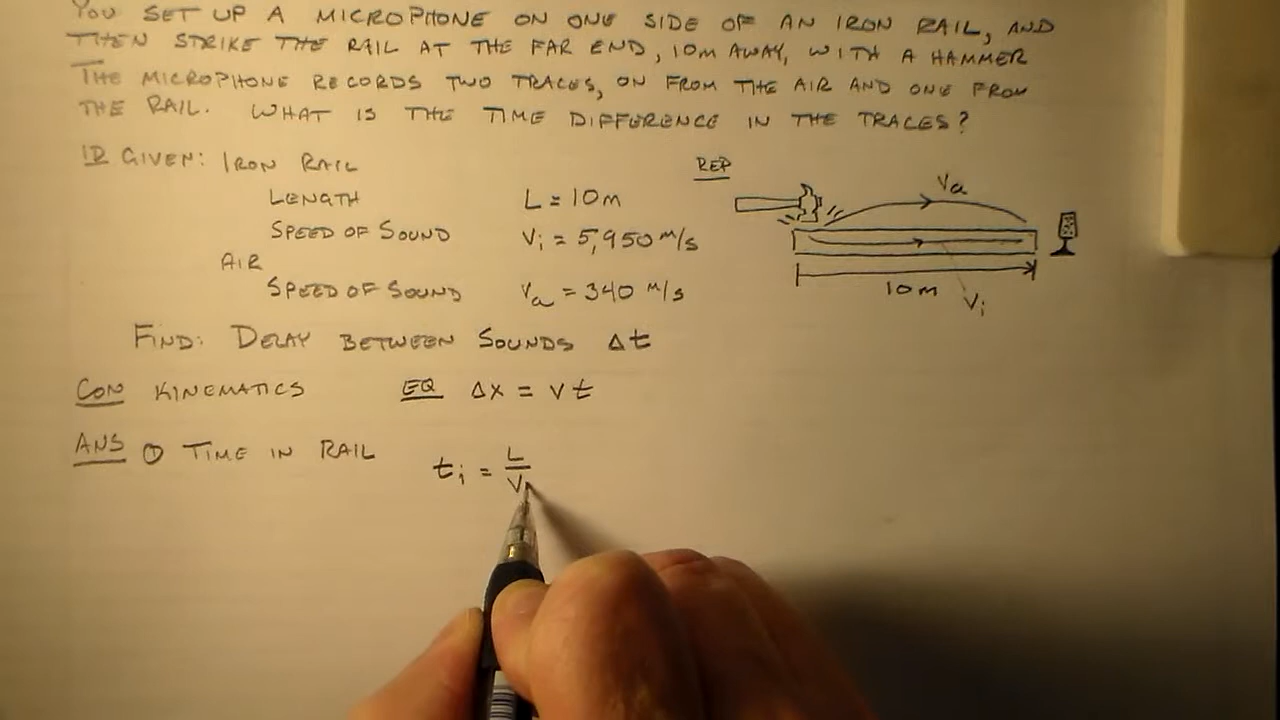 YOU SET UP A MICROPHONE ON ONE SIDE OF AN IRON RAIL, AND
THEN STRIKE THE RAIL AT THE FAR END, 10m AWAY, WITH A HAMMER
THE MICROPHONE RECORDS TWO TRACES, ON FROM THE AIR AND ONE FROM
THE RAIL. WHAT IS THE TIME DIFFERENCE IN THE TRACES?
ID GIVEN: IRON RAIL
LENGTH L = 10m
SPEED OF SOUND Vi = 5,950 m/s
AIR
SPEED OF SOUND Va = 340 m/s
FIND: DELAY BETWEEN SOUNDS Δt
REP
Va
10m
Vi
CON KINEMATICS EQ Δx = vt
ANS ① TIME IN RAIL ti = L/V